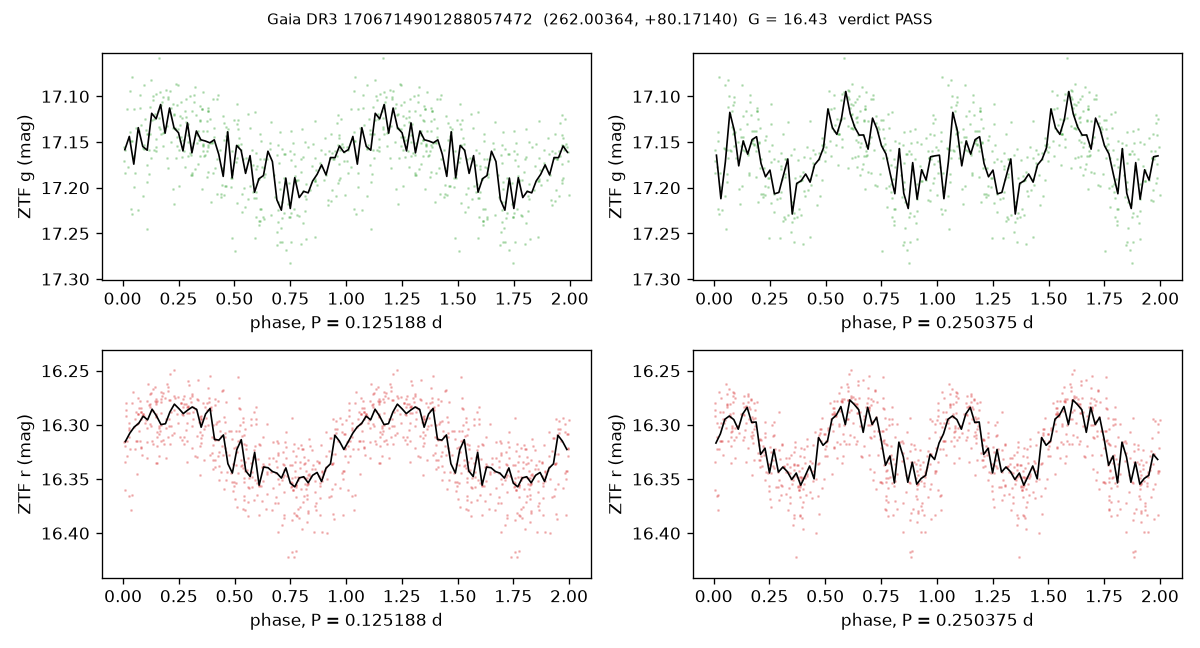 Gaia DR3 1706714901288057472 (262.00364, +80.17140) G = 16.43 verdict PASS
ZTF g (mag)
17.10
17.15
17.20
17.25
17.30
0.00 0.25 0.50 0.75 1.00 1.25 1.50 1.75 2.00
phase, P = 0.125188 d
ZTF g (mag)
17.10
17.15
17.20
17.25
17.30
0.00 0.25 0.50 0.75 1.00 1.25 1.50 1.75 2.00
phase, P = 0.250375 d
ZTF r (mag)
16.25
16.30
16.35
16.40
0.00 0.25 0.50 0.75 1.00 1.25 1.50 1.75 2.00
phase, P = 0.125188 d
ZTF r (mag)
16.25
16.30
16.35
16.40
0.00 0.25 0.50 0.75 1.00 1.25 1.50 1.75 2.00
phase, P = 0.250375 d